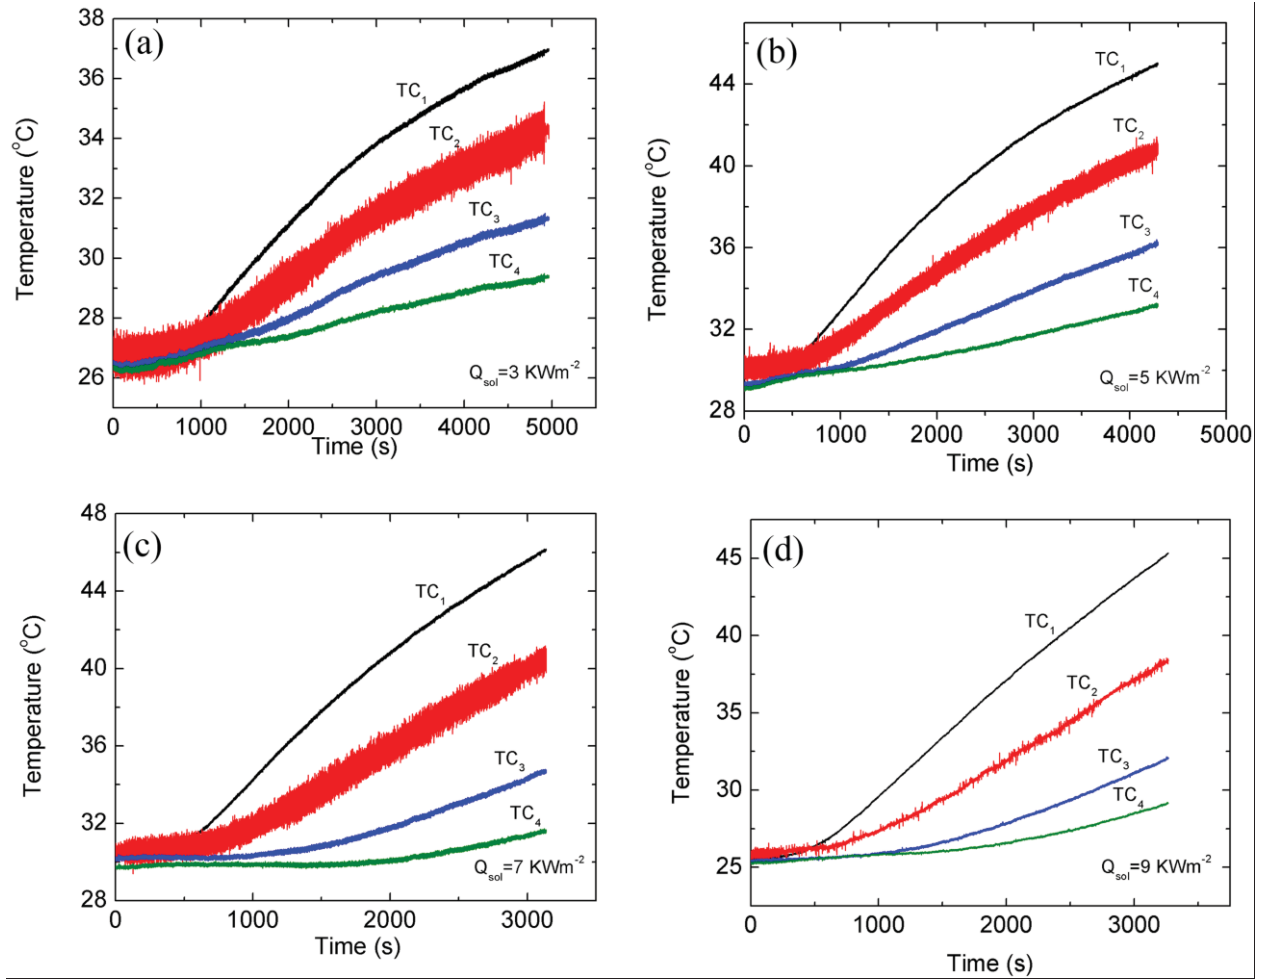 (a)
Temperature (°C)
38
36
34
32
30
28
26
TC₁
TC₂
TC₃
TC₄
Qsol=3 KWm⁻²
0 1000 2000 3000 4000 5000
Time (s)
(b)
Temperature (°C)
44
40
36
32
28
TC₁
TC₂
TC₃
TC₄
Qsol=5 KWm⁻²
0 1000 2000 3000 4000 5000
Time (s)
(c)
Temperature (°C)
48
44
40
36
32
28
TC₁
TC₂
TC₃
TC₄
Qsol=7 KWm⁻²
0 1000 2000 3000
Time (s)
(d)
Temperature (°C)
45
40
35
30
25
TC₁
TC₂
TC₃
TC₄
Qsol=9 KWm⁻²
0 1000 2000 3000
Time (s)